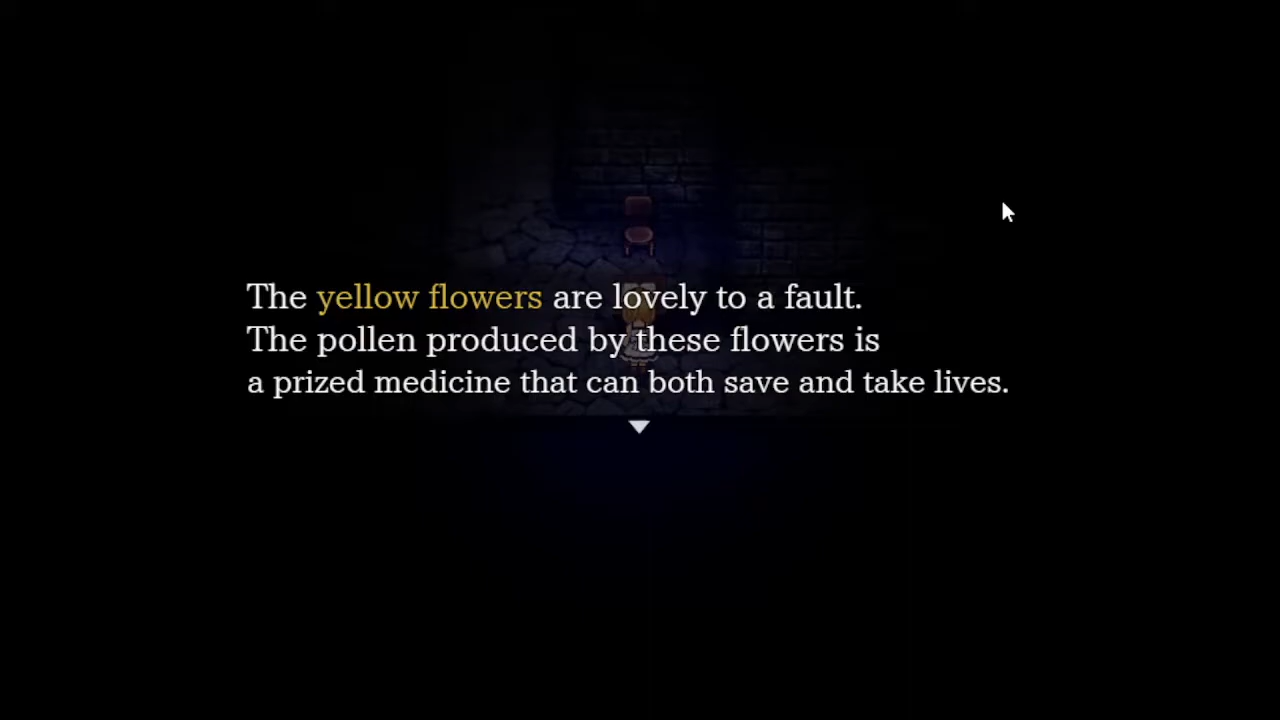 The yellow flowers are lovely to a fault.
The pollen produced by these flowers is
a prized medicine that can both save and take lives.